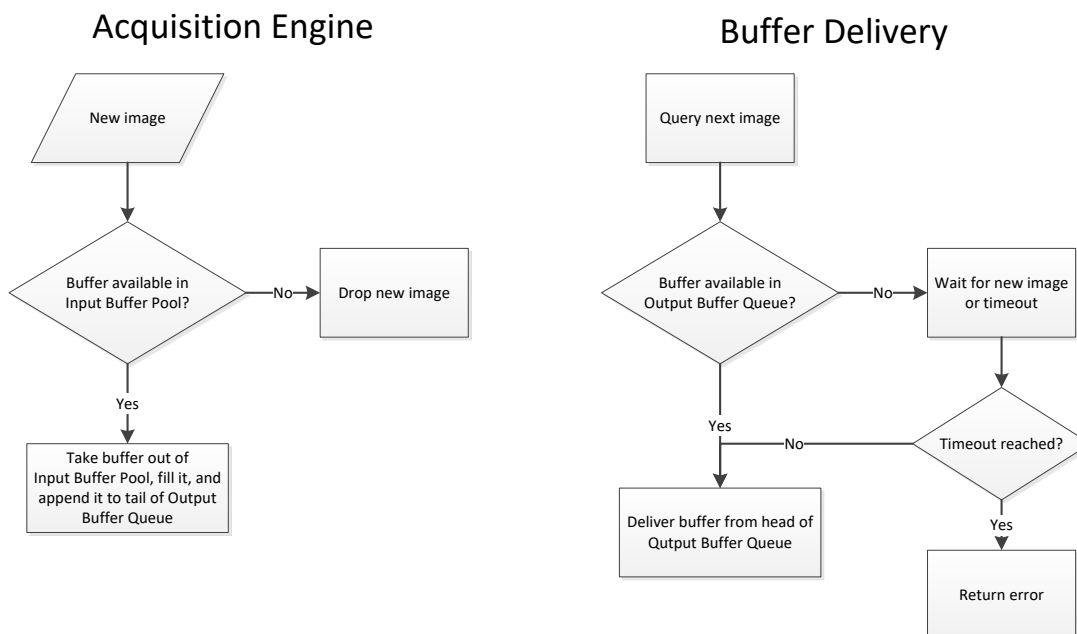 Acquisition Engine
New image
Buffer available in
Input Buffer Pool?
No
Drop new image
Yes
Take buffer out of
Input Buffer Pool, fill it, and
append it to tail of Output
Buffer Queue
Buffer Delivery
Query next image
Buffer available in
Output Buffer Queue?
No
Wait for new image
or timeout
Timeout reached?
No
Yes
Deliver buffer from head of
Qutput Buffer Queue
Yes
Return error